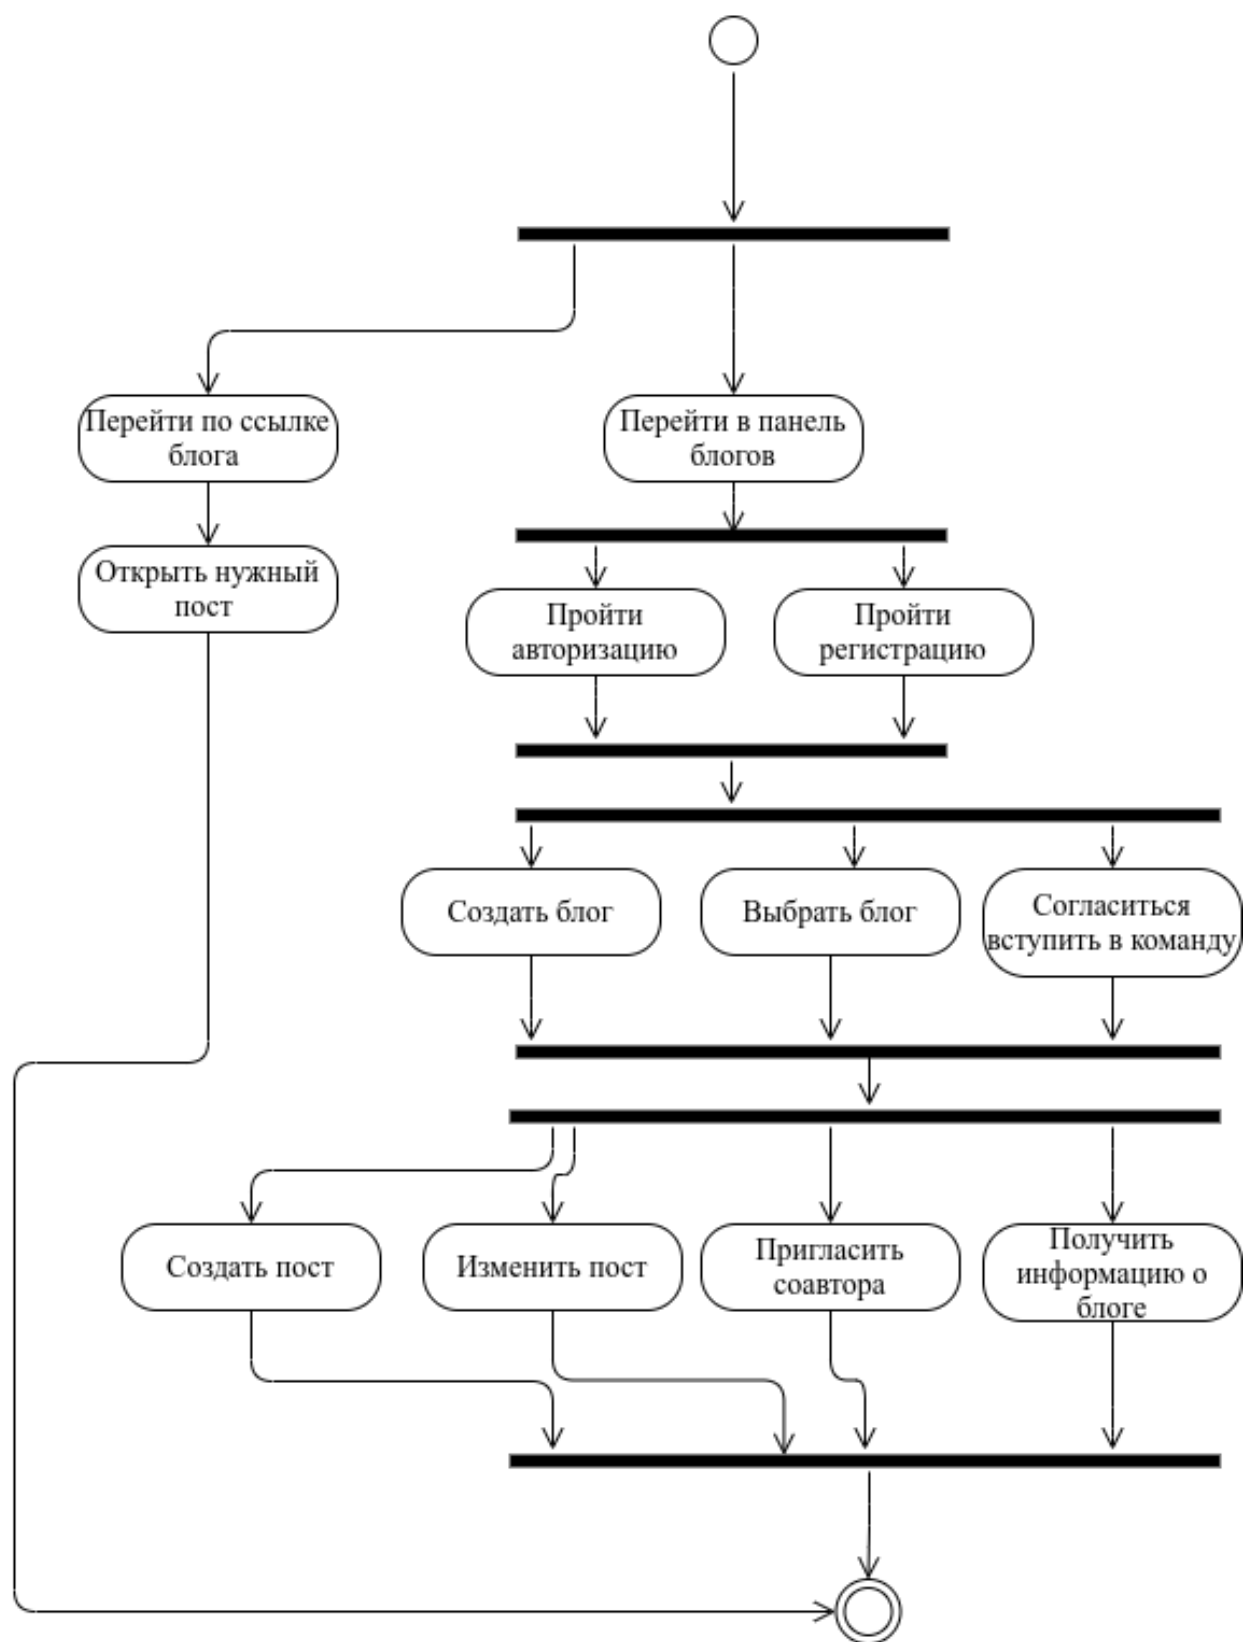 Перейти по ссылке
блога
Перейти в панель
блогов
Открыть нужный
пост
Пройти
авторизацию
Пройти
регистрацию
Создать блог
Выбрать блог
Согласиться
вступить в команду
Создать пост
Изменить пост
Пригласить
соавтора
Получить
информацию о
блоге